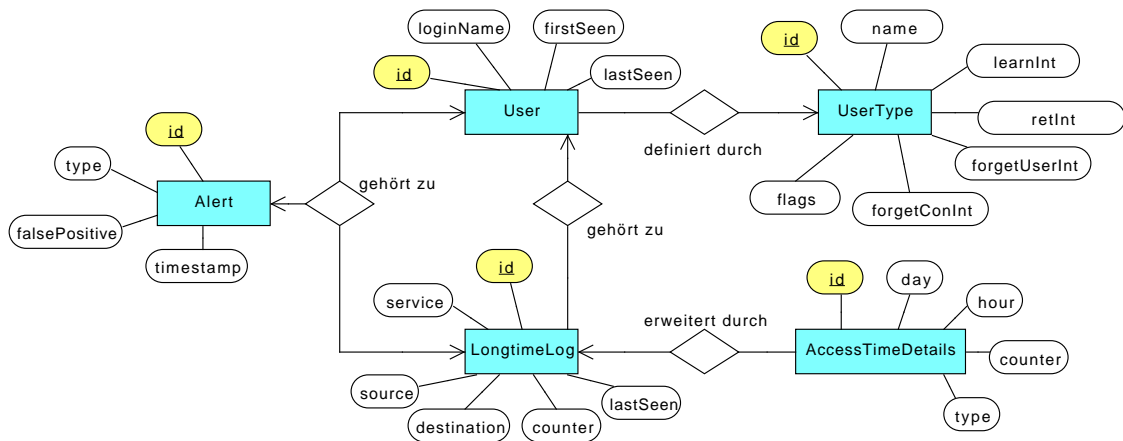 loginName
firstSeen
name
id
id
lastSeen
learnInt
User
UserType
retInt
id
type
definiert durch
forgetUserInt
gehört zu
flags
forgetConInt
Alert
gehört zu
falsePositive
timestamp
id
id
day
service
hour
erweitert durch
LongtimeLog
AccessTimeDetails
counter
source
lastSeen
destination
counter
type